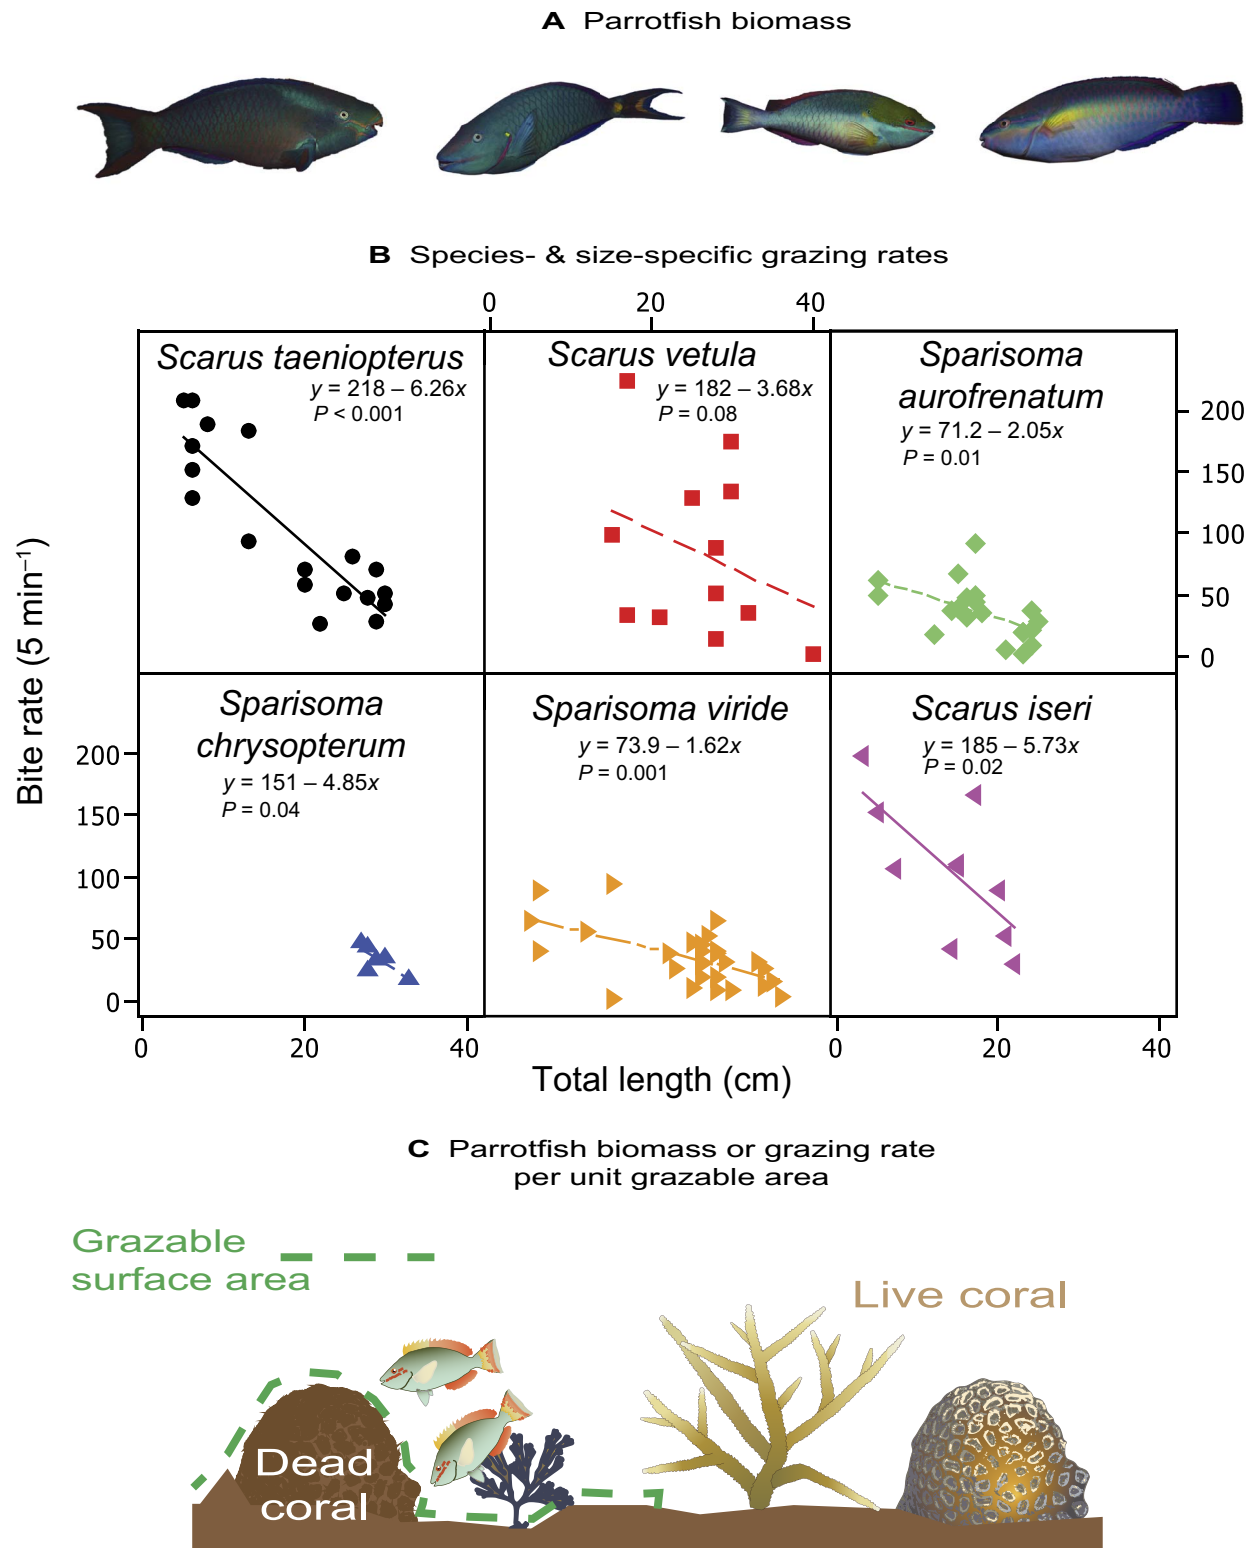 A Parrotfish biomass
B Species- & size-specific grazing rates
0 20 40
Scarus taeniopterus
y = 218 – 6.26x
P < 0.001
Scarus vetula
y = 182 – 3.68x
P = 0.08
Sparisoma
aurofrenatum
y = 71.2 – 2.05x
P = 0.01
200
150
100
50
0
Bite rate (5 min⁻¹)
Sparisoma
chrysopterum
y = 151 – 4.85x
P = 0.04
Sparisoma viride
y = 73.9 – 1.62x
P = 0.001
Scarus iseri
y = 185 – 5.73x
P = 0.02
200
150
100
50
0
0 20 40 0 20 40
Total length (cm)
C Parrotfish biomass or grazing rate
per unit grazable area
Grazable
surface area
Live coral
Dead
coral